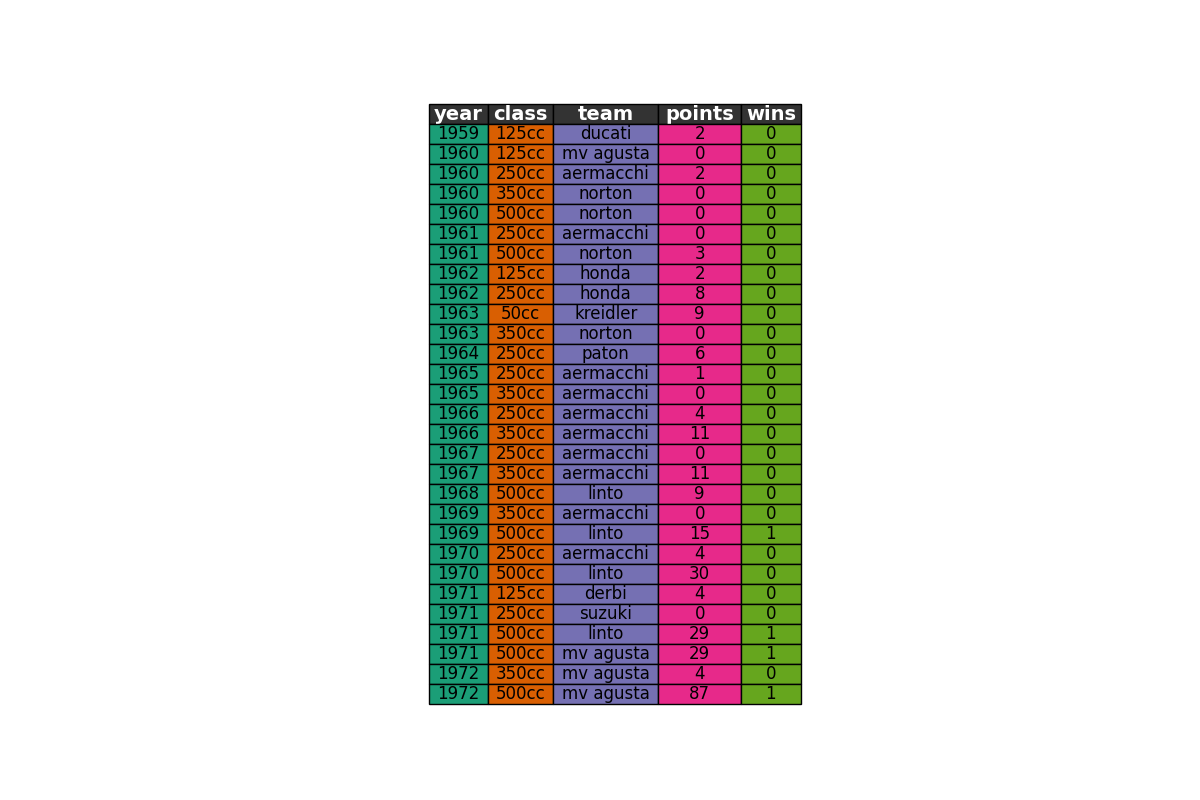 year class team points wins
1959 125cc ducati 2 0
1960 125cc mv agusta 0 0
1960 250cc aermacchi 2 0
1960 350cc norton 0 0
1960 500cc norton 0 0
1961 250cc aermacchi 0 0
1961 500cc norton 3 0
1962 125cc honda 2 0
1962 250cc honda 8 0
1963 50cc kreidler 9 0
1963 350cc norton 0 0
1964 250cc paton 6 0
1965 250cc aermacchi 1 0
1965 350cc aermacchi 0 0
1966 250cc aermacchi 4 0
1966 350cc aermacchi 11 0
1967 250cc aermacchi 0 0
1967 350cc aermacchi 11 0
1968 500cc linto 9 0
1969 350cc aermacchi 0 0
1969 500cc linto 15 1
1970 250cc aermacchi 4 0
1970 500cc linto 30 0
1971 125cc derbi 4 0
1971 250cc suzuki 0 0
1971 500cc linto 29 1
1971 500cc mv agusta 29 1
1972 350cc mv agusta 4 0
1972 500cc mv agusta 87 1